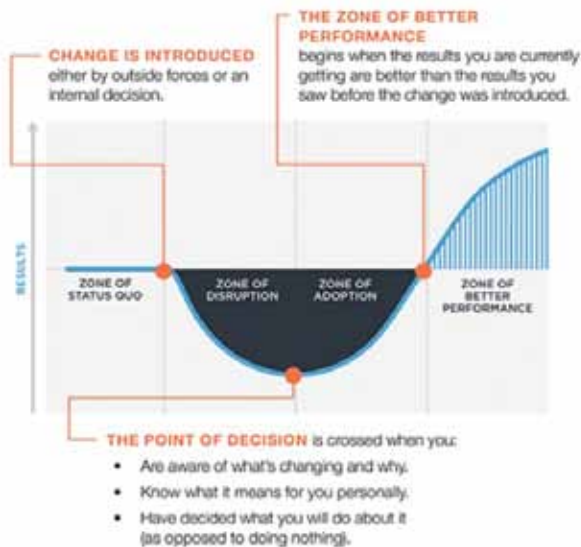 THE ZONE OF BETTER
PERFORMANCE
begins when the results you are currently
getting are better than the results you
saw before the change was introduced.
CHANGE IS INTRODUCED
either by outside forces or an
internal decision.
RESULTS
ZONE OF
STATUS QUO
ZONE OF
DISRUPTION
ZONE OF
ADOPTION
ZONE OF
BETTER
PERFORMANCE
THE POINT OF DECISION is crossed when you:
• Are aware of what's changing and why.
• Know what it means for you personally.
• Have decided what you will do about it
(as opposed to doing nothing).